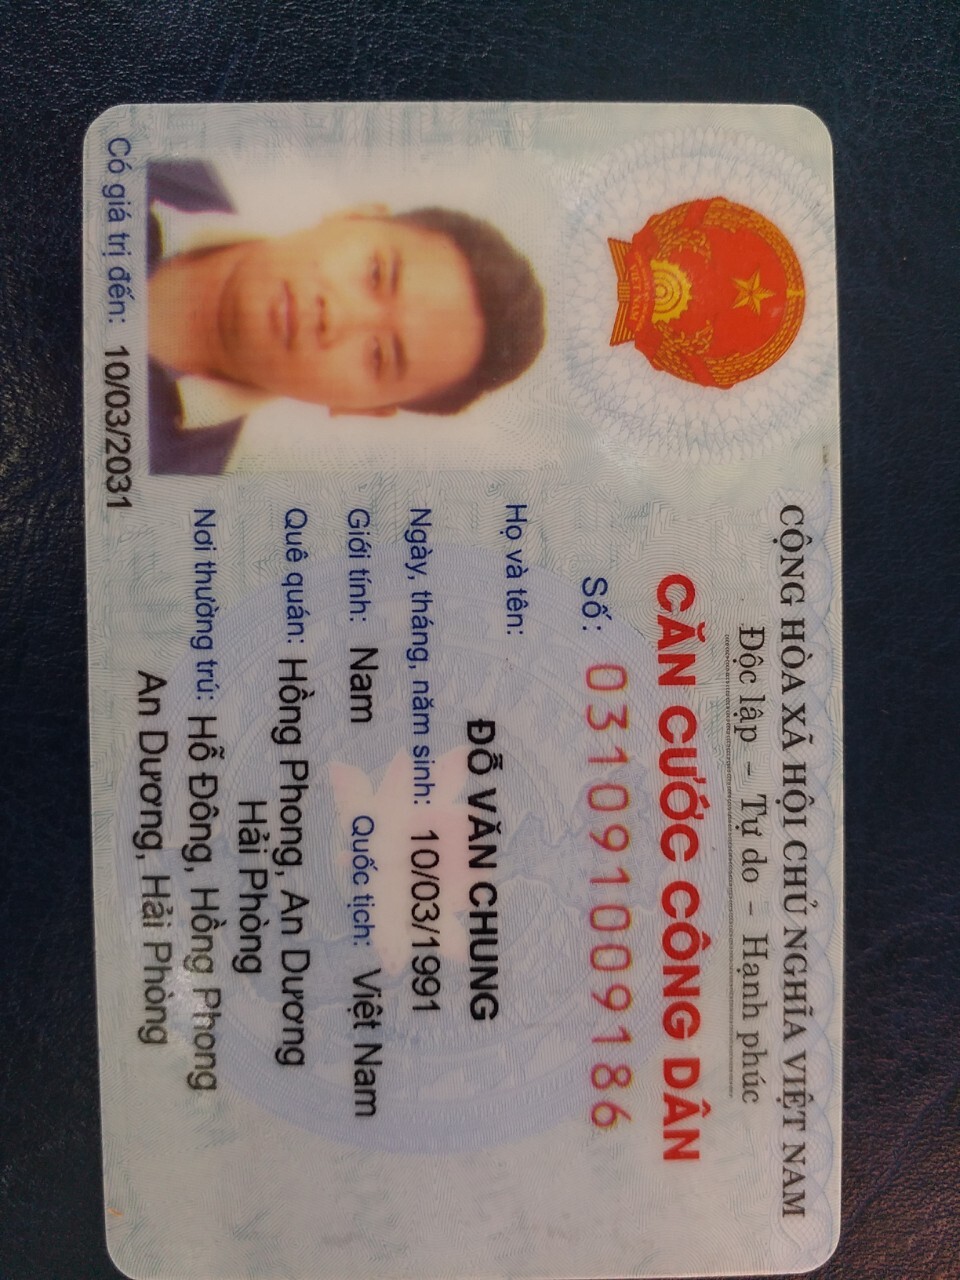 CỘNG HÒA XÃ HỘI CHỦ NGHĨA VIỆT NAM
Độc lập - Tự do - Hạnh phúc
CĂN CƯỚC CÔNG DÂN
Số: 031091009186
Họ và tên:
ĐỖ VĂN CHUNG
Ngày, tháng, năm sinh: 10/03/1991
Giới tính: Nam Quốc tịch: Việt Nam
Quê quán: Hồng Phong, An Dương
Hải Phòng
Nơi thường trú: Hỗ Đông, Hồng Phong
An Dương, Hải Phòng
Có giá trị đến: 10/03/2031
VIỆT NAM